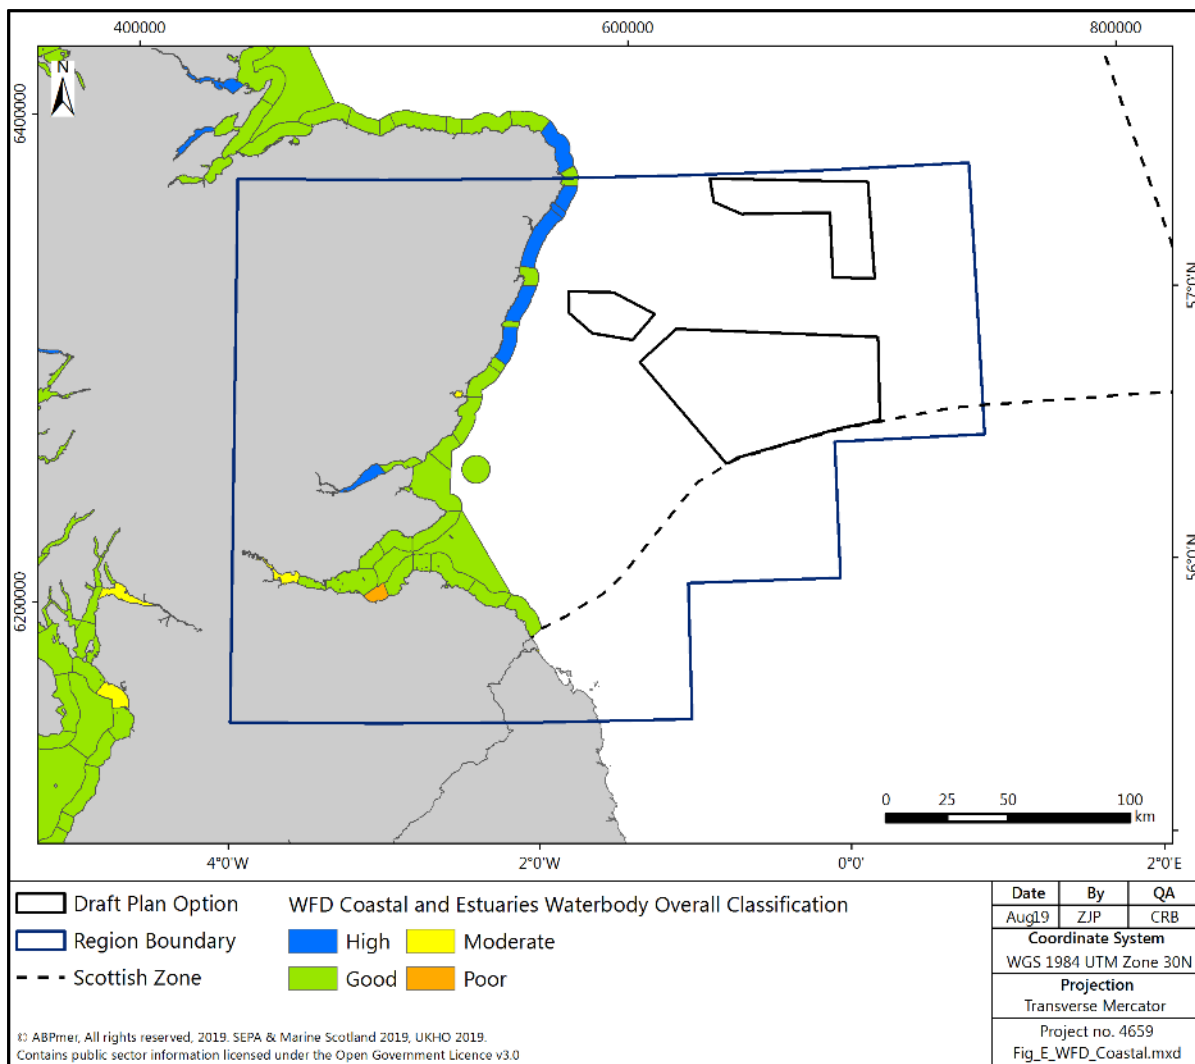 400000 600000 800000
N
6400000
57°0'N
56°0'N
6200000
0 25 50 100
km
4°0'W 2°0'W 0°0' 2°0'E
Draft Plan Option
Region Boundary
Scottish Zone
WFD Coastal and Estuaries Waterbody Overall Classification
High Moderate
Good Poor
© ABPmer, All rights reserved, 2019. SEPA & Marine Scotland 2019, UKHO 2019.
Contains public sector information licensed under the Open Government Licence v3.0
Date By QA
Aug19 ZJP CRB
Coordinate System
WGS 1984 UTM Zone 30N
Projection
Transverse Mercator
Project no. 4659
Fig_E_WFD_Coastal.mxd